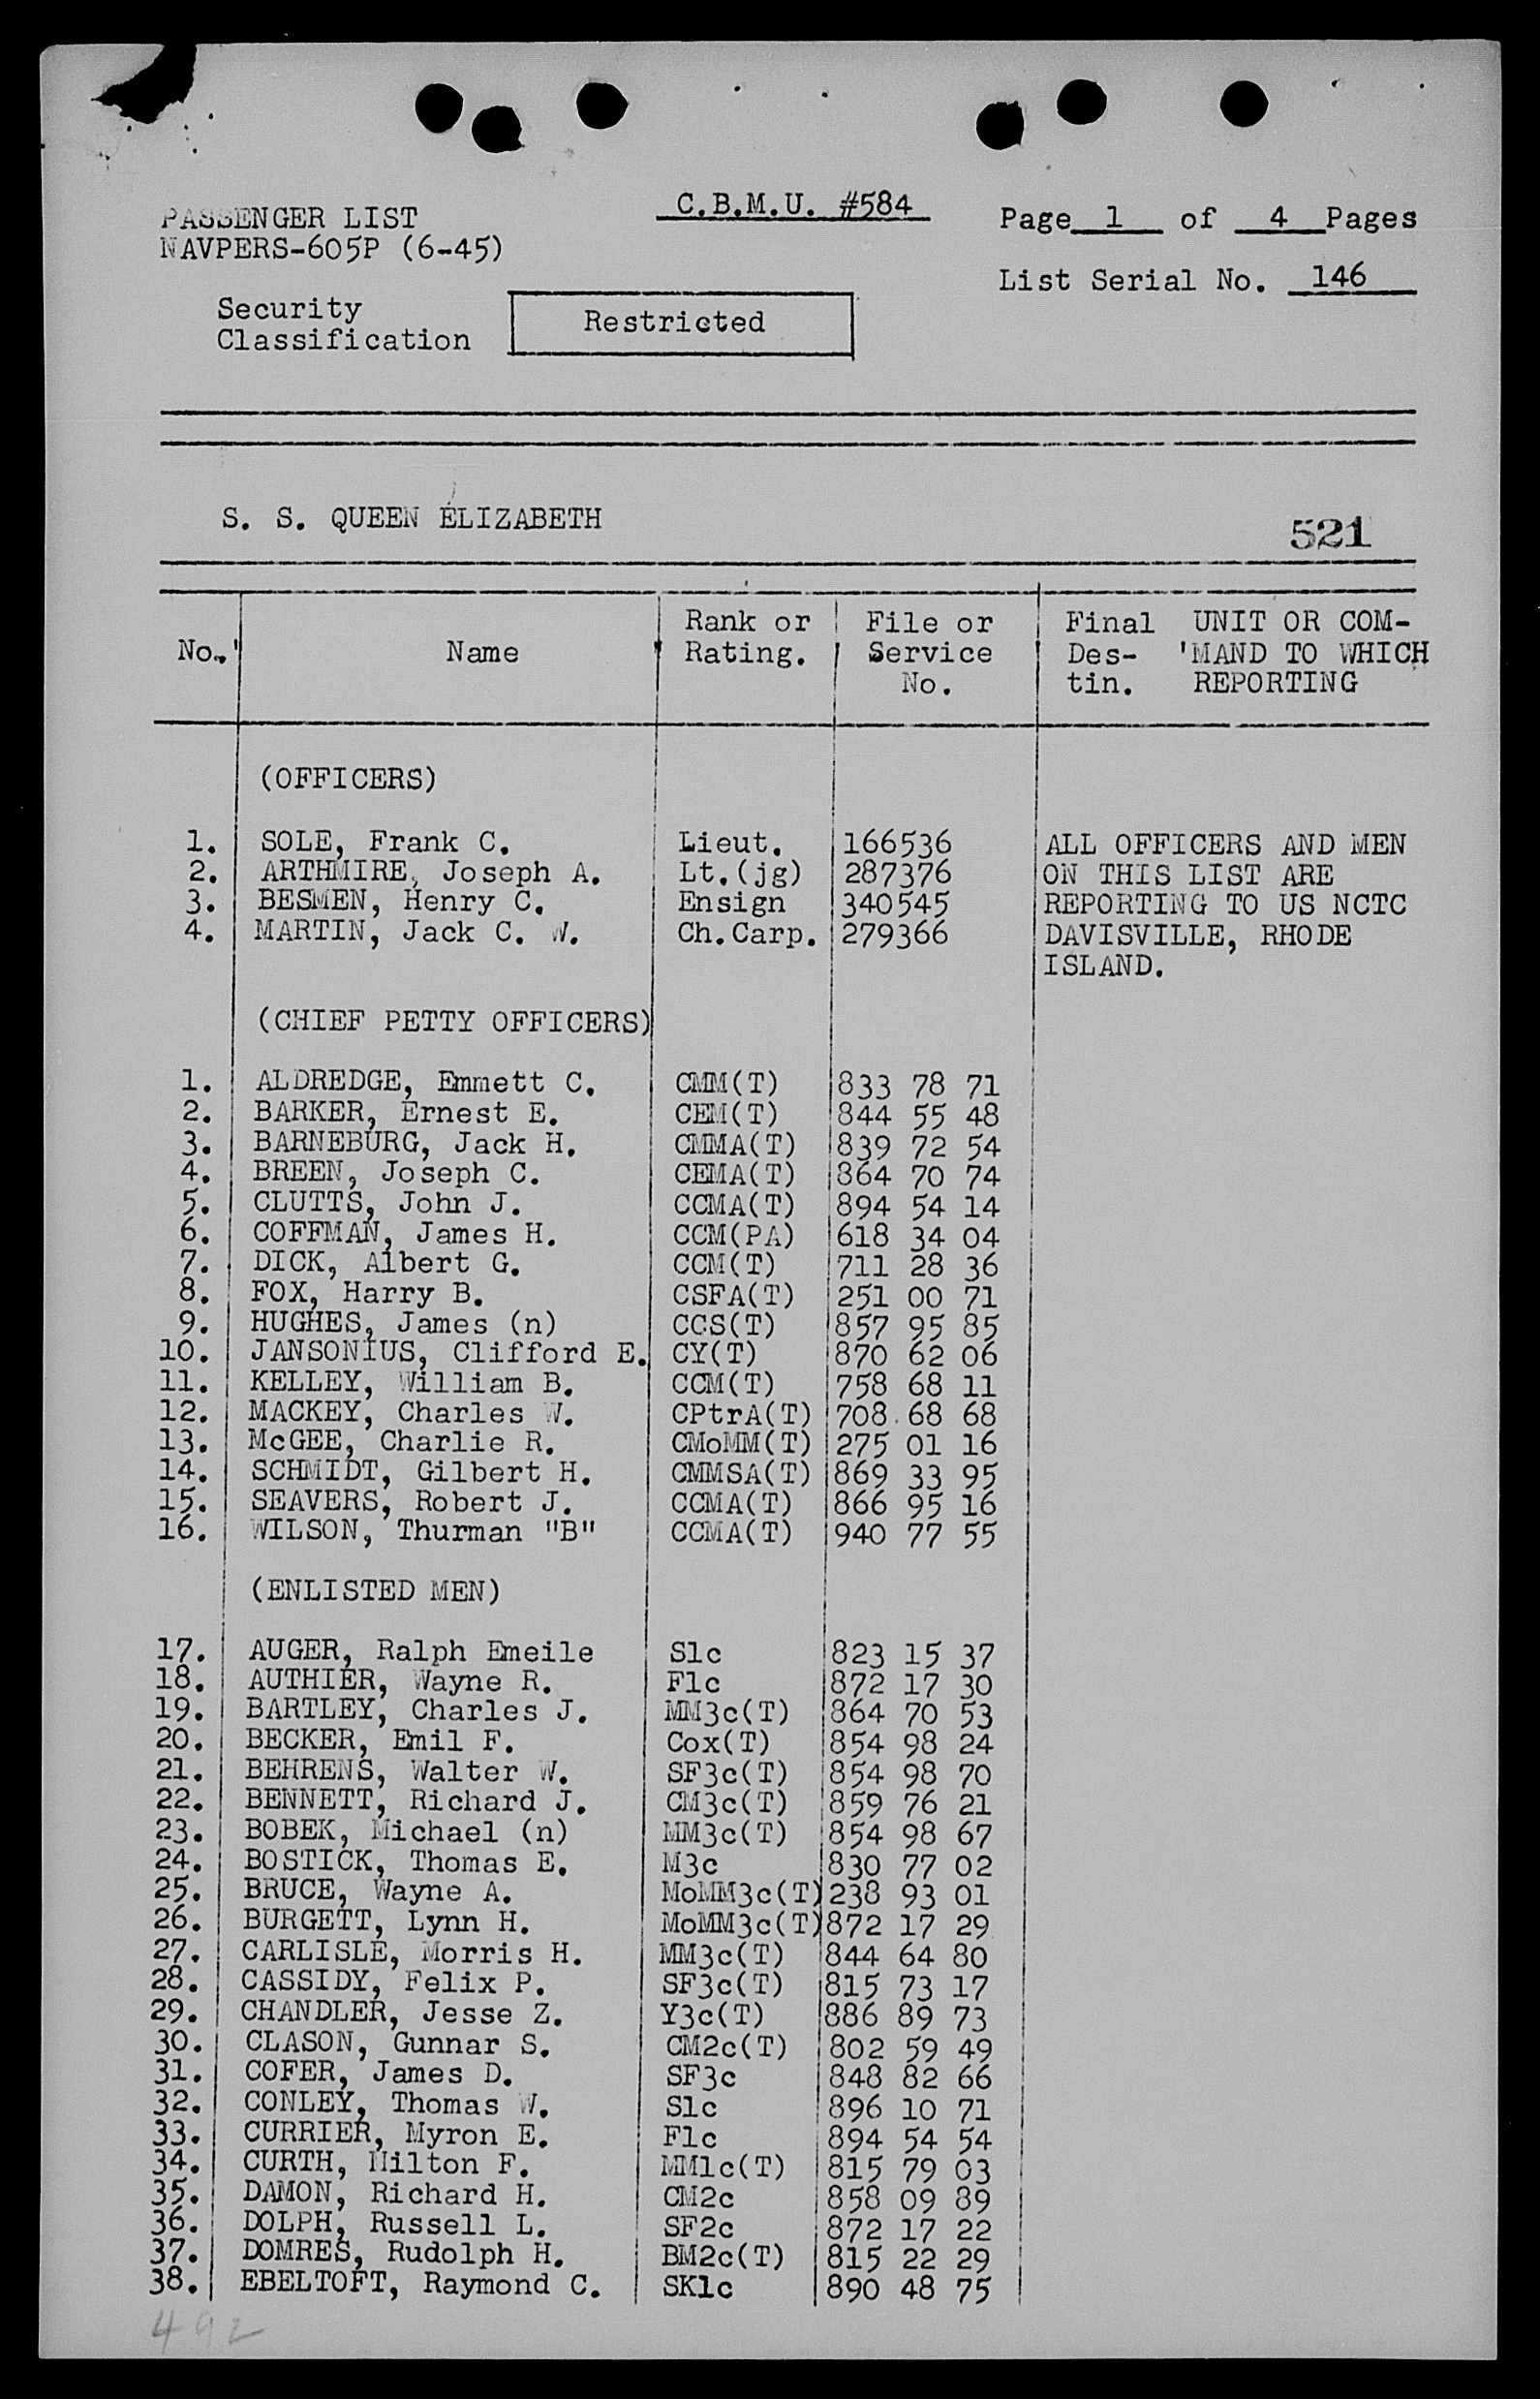 C.B.M.U. #584
PASSENGER LIST
NAVPERS-605P (6-45)
Page 1 of 4 Pages
List Serial No. 146
Security
Classification
Restricted
S. S. QUEEN ELIZABETH
521
No. Name Rank or Rating. File or Service No. Final Des- tin. UNIT OR COM- 'MAND TO WHICH REPORTING
(OFFICERS)
1. SOLE, Frank C. Lieut. 166536 ALL OFFICERS AND MEN
2. ARTHMIRE, Joseph A. Lt.(jg) 287376 ON THIS LIST ARE
3. BESMEN, Henry C. Ensign 340545 REPORTING TO US NCTC
4. MARTIN, Jack C. W. Ch.Carp. 279366 DAVISVILLE, RHODE
ISLAND.
(CHIEF PETTY OFFICERS)
1. ALDREDGE, Emmett C. CMM(T) 833 78 71
2. BARKER, Ernest E. CEM(T) 844 55 48
3. BARNEBURG, Jack H. CMMA(T) 839 72 54
4. BREEN, Joseph C. CEMA(T) 864 70 74
5. CLUTTS, John J. CCMA(T) 894 54 14
6. COFFMAN, James H. CCM(PA) 618 34 04
7. DICK, Albert G. CCM(T) 711 28 36
8. FOX, Harry B. CSFA(T) 251 00 71
9. HUGHES, James (n) CCS(T) 857 95 85
10. JANSONIUS, Clifford E. CY(T) 870 62 06
11. KELLEY, William B. CCM(T) 758 68 11
12. MACKEY, Charles W. CPtrA(T) 708 68 68
13. McGEE, Charlie R. CMoMM(T) 275 01 16
14. SCHMIDT, Gilbert H. CMMSA(T) 869 33 95
15. SEAVERS, Robert J. CCMA(T) 866 95 16
16. WILSON, Thurman "B" CCMA(T) 940 77 55
(ENLISTED MEN)
17. AUGER, Ralph Emeile S1c 823 15 37
18. AUTHIER, Wayne R. F1c 872 17 30
19. BARTLEY, Charles J. MM3c(T) 864 70 53
20. BECKER, Emil F. Cox(T) 854 98 24
21. BEHRENS, Walter W. SF3c(T) 854 98 70
22. BENNETT, Richard J. CM3c(T) 859 76 21
23. BOBEK, Michael (n) MM3c(T) 854 98 67
24. BOSTICK, Thomas E. M3c 830 77 02
25. BRUCE, Wayne A. MoMM3c(T) 238 93 01
26. BURGETT, Lynn H. MoMM3c(T) 872 17 29
27. CARLISLE, Morris H. MM3c(T) 844 64 80
28. CASSIDY, Felix P. SF3c(T) 815 73 17
29. CHANDLER, Jesse Z. Y3c(T) 886 89 73
30. CLASON, Gunnar S. CM2c(T) 802 59 49
31. COFER, James D. SF3c 848 82 66
32. CONLEY, Thomas W. S1c 896 10 71
33. CURRIER, Myron E. F1c 894 54 54
34. CURTH, Milton F. MM1c(T) 815 79 03
35. DAMON, Richard H. CM2c 858 09 89
36. DOLPH, Russell L. SF2c 872 17 22
37. DOMRES, Rudolph H. BM2c(T) 815 22 29
38. EBELTOFT, Raymond C. SK1c 890 48 75
492